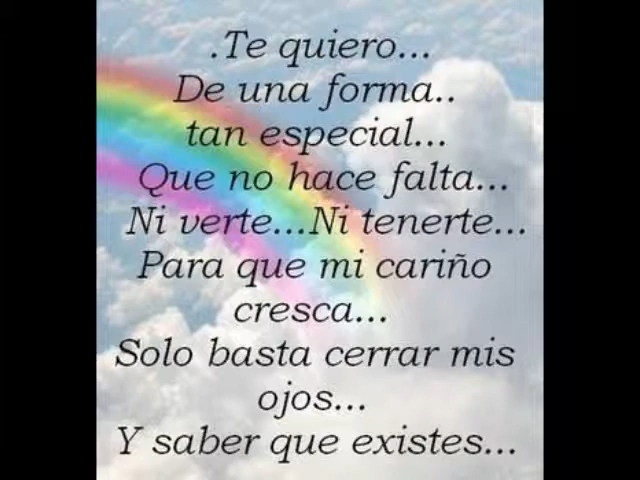 .Te quiero...
De una forma..
tan especial...
Que no hace falta...
Ni verte...Ni tenerte...
Para que mi cariño
cresca...
Solo basta cerrar mis
ojos...
Y saber que existes...